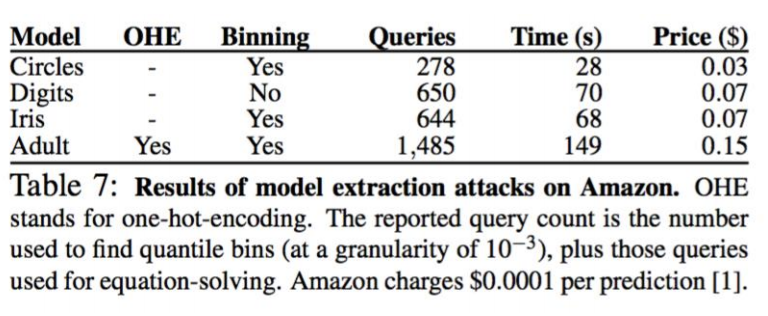 Model OHE Binning Queries Time (s) Price ($)
Circles - Yes 278 28 0.03
Digits - No 650 70 0.07
Iris - Yes 644 68 0.07
Adult Yes Yes 1,485 149 0.15
Table 7: Results of model extraction attacks on Amazon. OHE
stands for one-hot-encoding. The reported query count is the number
used to find quantile bins (at a granularity of 10⁻³), plus those queries
used for equation-solving. Amazon charges $0.0001 per prediction [1].